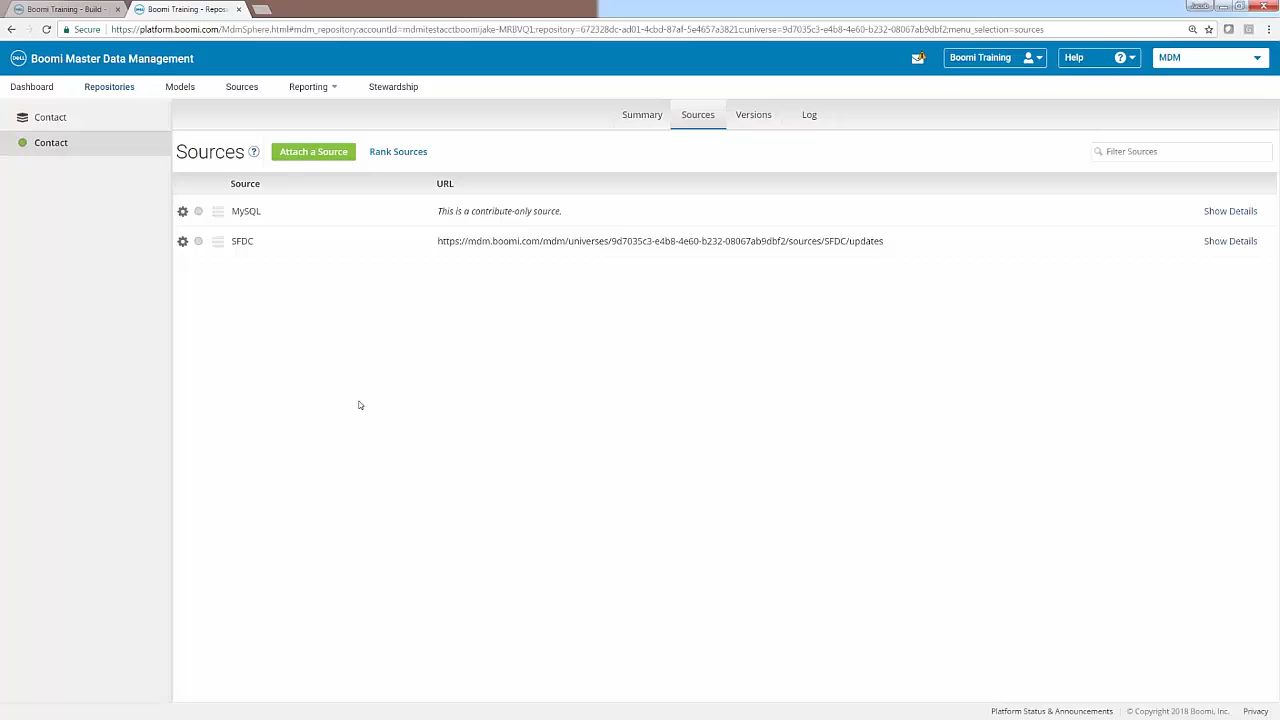 Boomi Training - Build -
Boomi Training - Repos
Secure
https://platform.boomi.com/MdmSphere.html#mdm_repository;accountId=mdmitestacctboomijake-MRBVQ1;repository=672328dc-ad01-4cbd-87af-5e4657a3821c;universe=9d7035c3-e4b8-4e60-b232-08067ab9dbf2;menu_selection=sources
DELL
Boomi Master Data Management
Boomi Training
Help
MDM
Dashboard
Repositories
Models
Sources
Reporting
Stewardship
Contact
Contact
Summary
Sources
Versions
Log
Sources
Attach a Source
Rank Sources
Filter Sources
Source
URL
MySQL
This is a contribute-only source.
Show Details
SFDC
https://mdm.boomi.com/mdm/universes/9d7035c3-e4b8-4e60-b232-08067ab9dbf2/sources/SFDC/updates
Show Details
Platform Status & Announcements
© Copyright 2018 Boomi, Inc.
Privacy